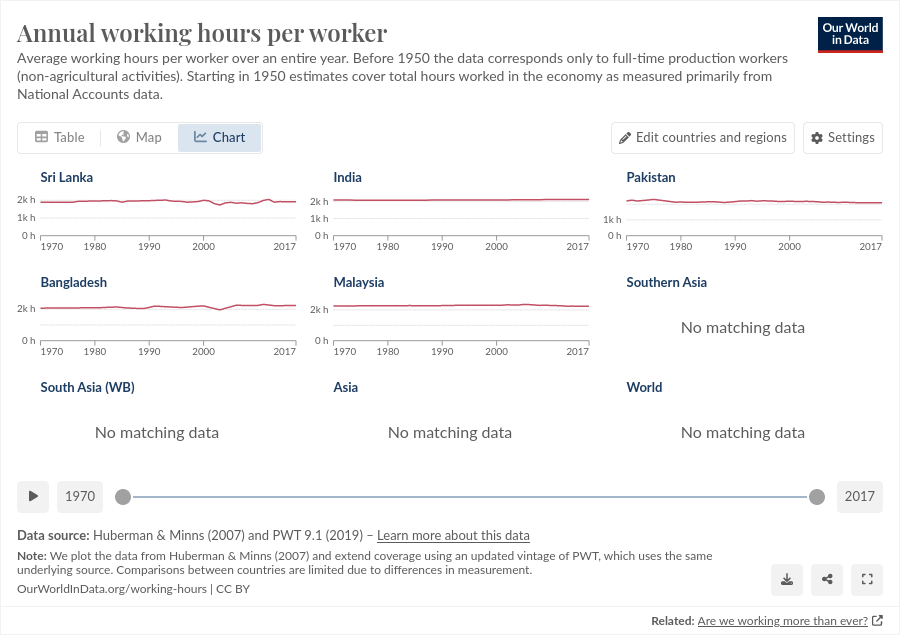 Annual working hours per worker
Our World
in Data
Average working hours per worker over an entire year. Before 1950 the data corresponds only to full-time production workers
(non-agricultural activities). Starting in 1950 estimates cover total hours worked in the economy as measured primarily from
National Accounts data.
Table Map Chart
Edit countries and regions Settings
Sri Lanka India Pakistan
2k h 2k h
1k h 1k h 1k h
0 h 0 h 0 h
1970 1980 1990 2000 2017 1970 1980 1990 2000 2017 1970 1980 1990 2000 2017
Bangladesh Malaysia Southern Asia
2k h 2k h
No matching data
0 h 0 h
1970 1980 1990 2000 2017 1970 1980 1990 2000 2017
South Asia (WB) Asia World
No matching data No matching data No matching data
1970 2017
Data source: Huberman & Minns (2007) and PWT 9.1 (2019) – Learn more about this data
Note: We plot the data from Huberman & Minns (2007) and extend coverage using an updated vintage of PWT, which uses the same
underlying source. Comparisons between countries are limited due to differences in measurement.
OurWorldInData.org/working-hours | CC BY
Related: Are we working more than ever?